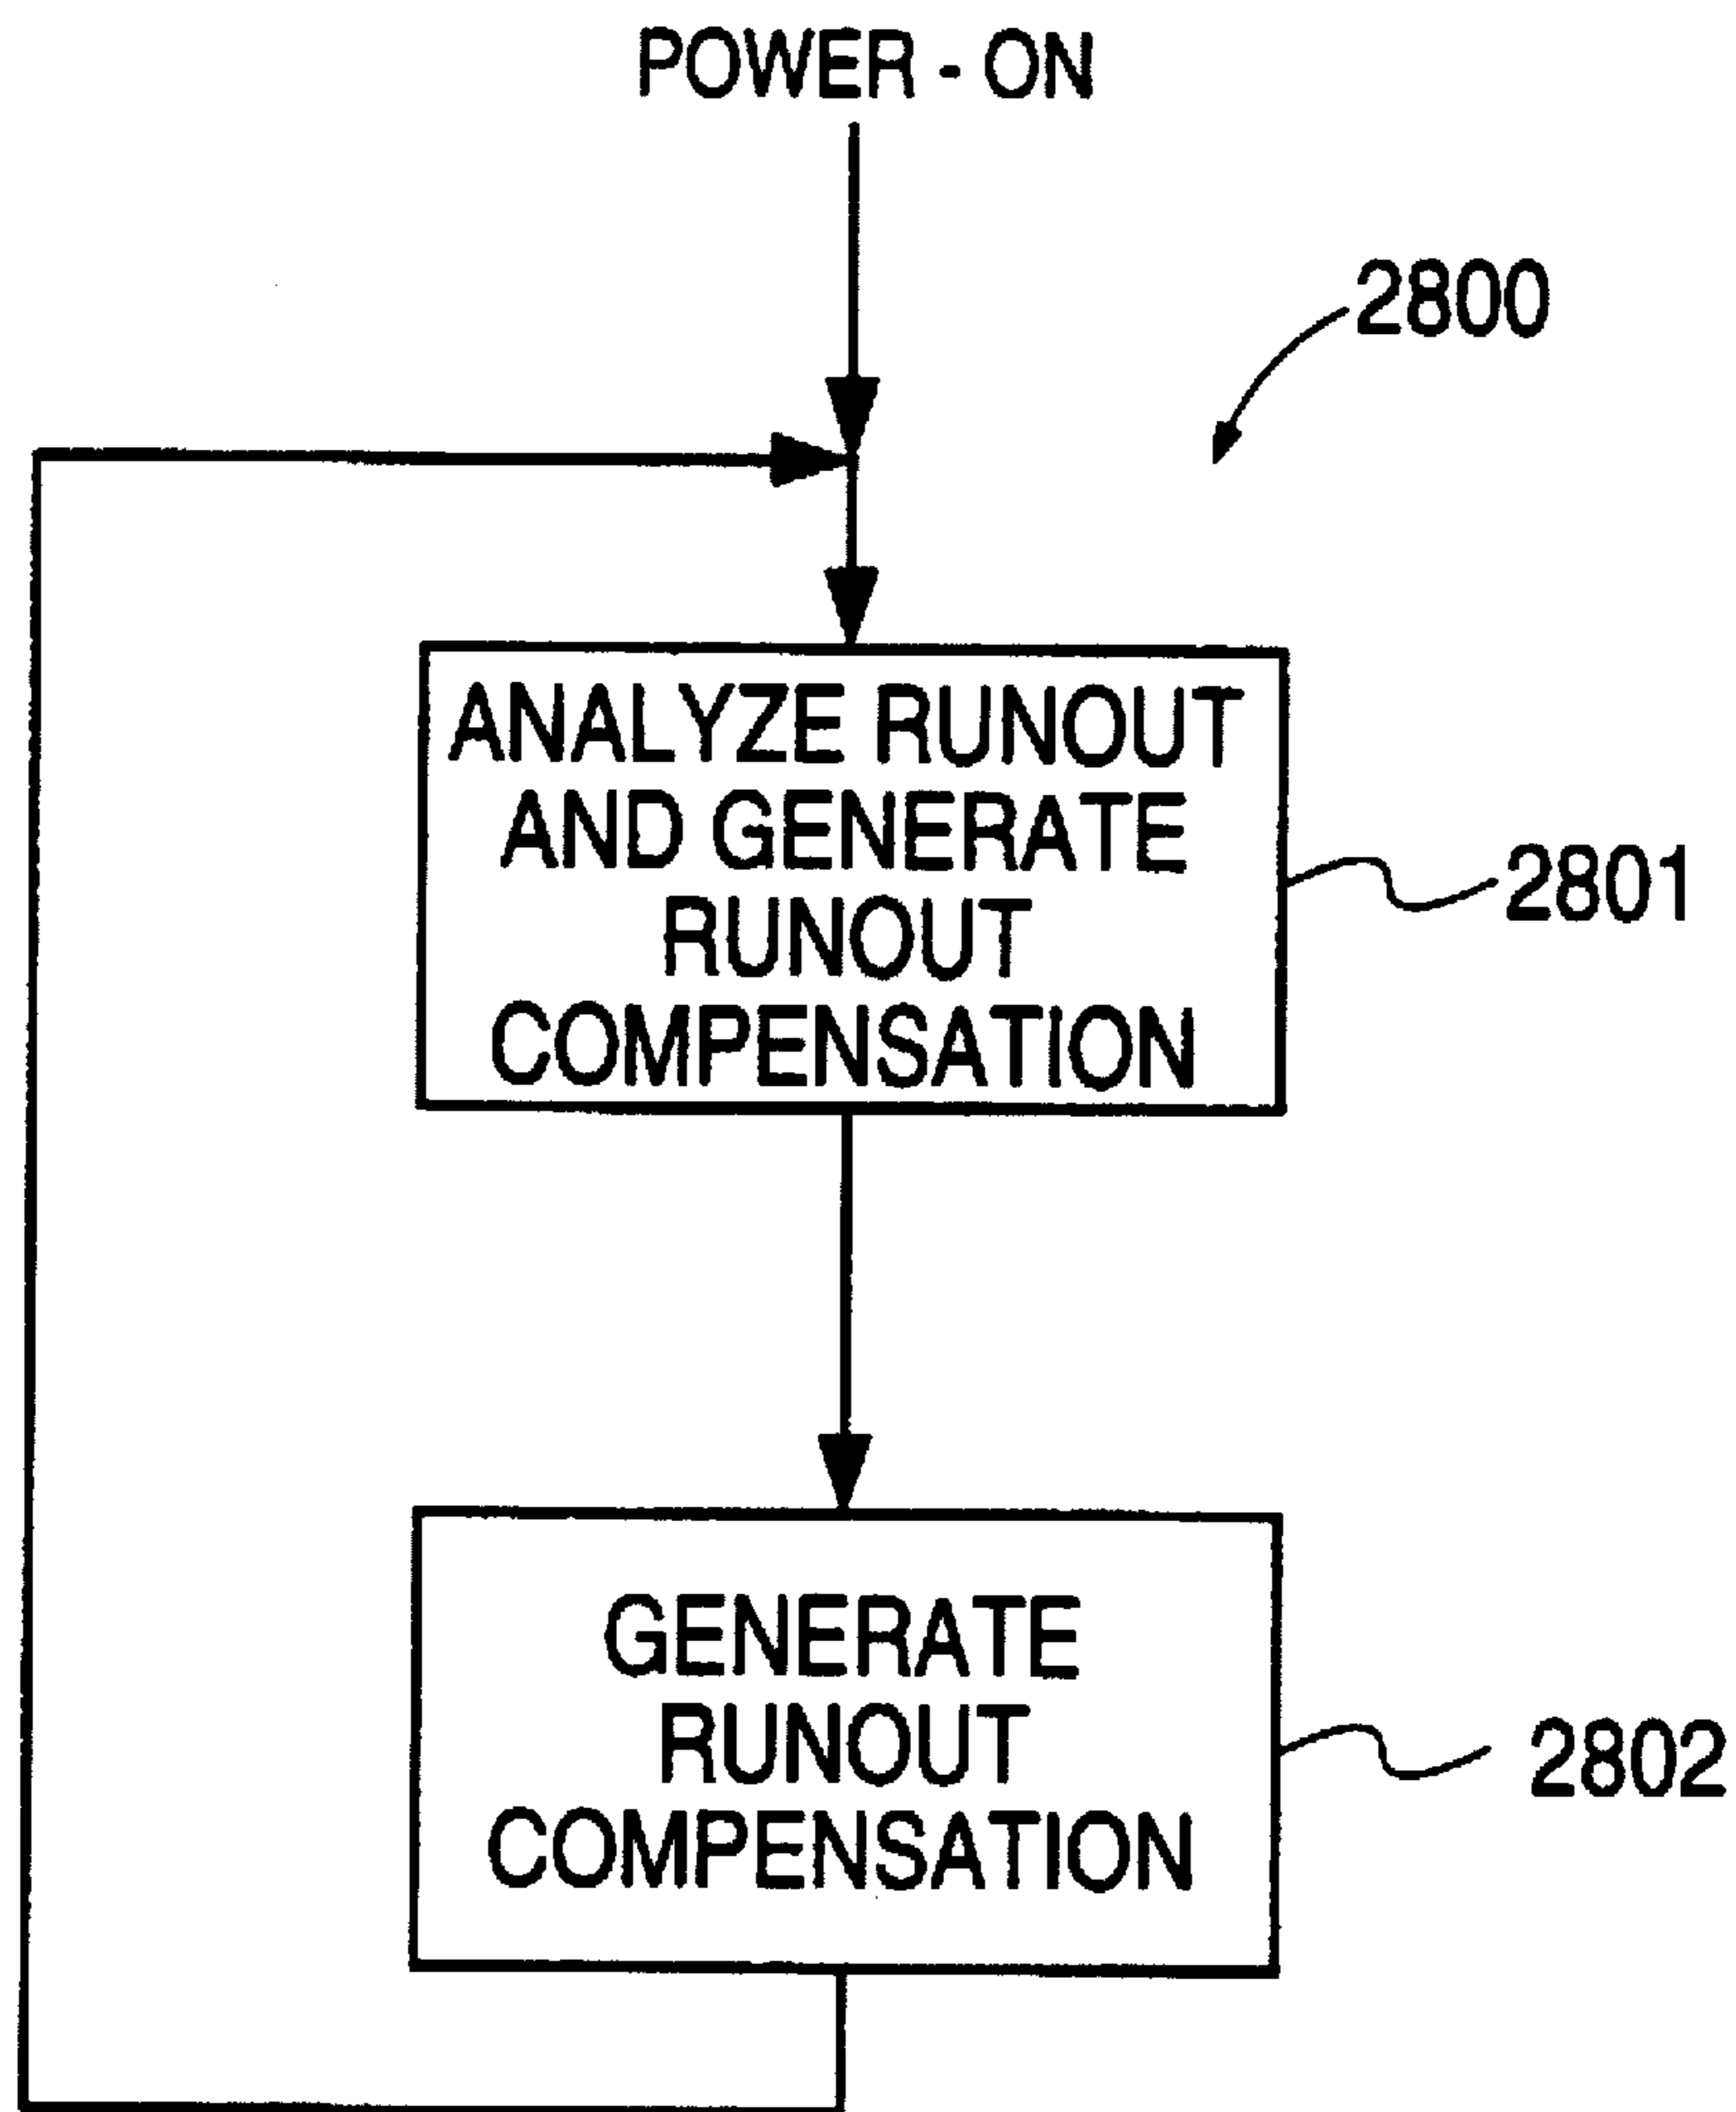 POWER-ON
2800
ANALYZE RUNOUT
AND GENERATE
RUNOUT
COMPENSATION
2801
GENERATE
RUNOUT
COMPENSATION
2802